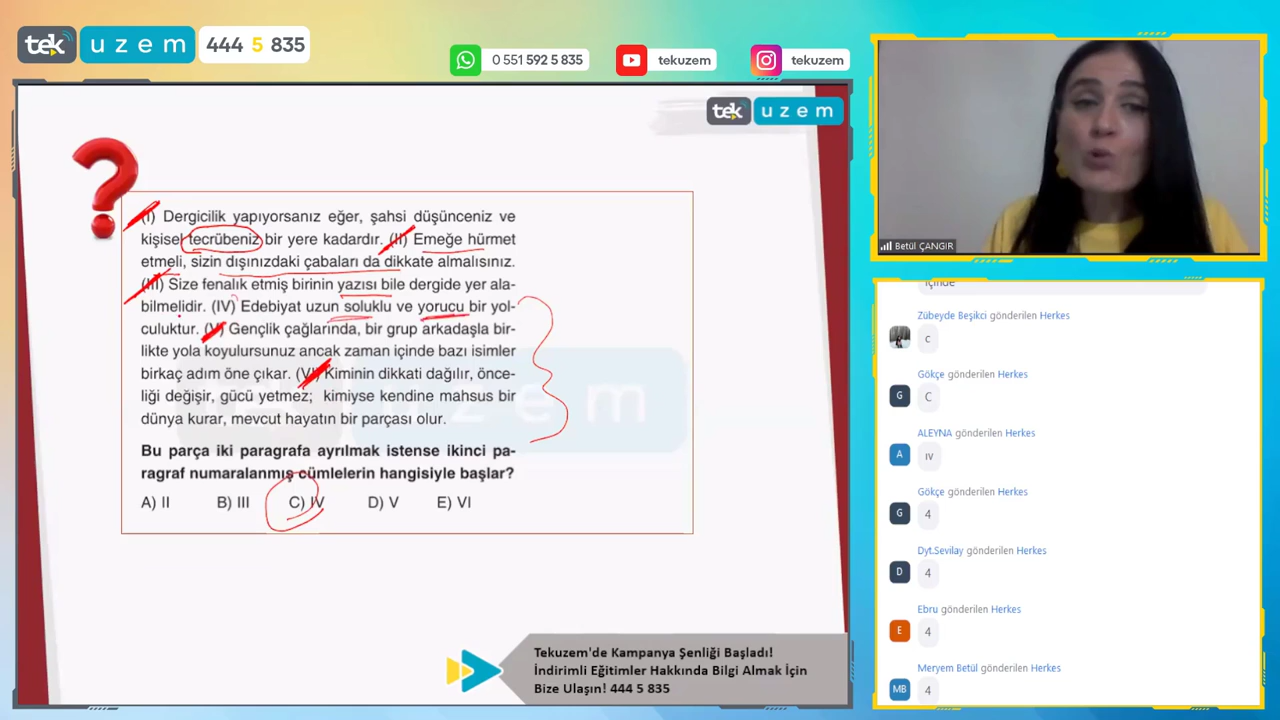 tek uzem 444 5 835
0 551 592 5 835
tekuzem
tekuzem
tek uzem
(I) Dergicilik yapıyorsanız eğer, şahsi düşünceniz ve
kişisel tecrübeniz bir yere kadardır. (II) Emeğe hürmet
etmeli, sizin dışınızdaki çabaları da dikkate almalısınız.
(III) Size fenalık etmiş birinin yazısı bile dergide yer ala-
bilmelidir. (IV) Edebiyat uzun soluklu ve yorucu bir yol-
culuktur. (V) Gençlik çağlarında, bir grup arkadaşla bir-
likte yola koyulursunuz ancak zaman içinde bazı isimler
birkaç adım öne çıkar. (VI) Kiminin dikkati dağılır, önce-
liği değişir, gücü yetmez; kimiyse kendine mahsus bir
dünya kurar, mevcut hayatın bir parçası olur.
Bu parça iki paragrafa ayrılmak istense ikinci pa-
ragraf numaralanmış cümlelerin hangisiyle başlar?
A) II B) III C) IV D) V E) VI
Tekuzem'de Kampanya Şenliği Başladı!
İndirimli Eğitimler Hakkında Bilgi Almak İçin
Bize Ulaşın! 444 5 835
Betül ÇANGIR
içinde
Zübeyde Beşikci gönderilen Herkes
c
Gökçe gönderilen Herkes
G
C
ALEYNA gönderilen Herkes
A
ıv
Gökçe gönderilen Herkes
G
4
Dyt.Sevilay gönderilen Herkes
D
4
Ebru gönderilen Herkes
E
4
Meryem Betül gönderilen Herkes
MB
4